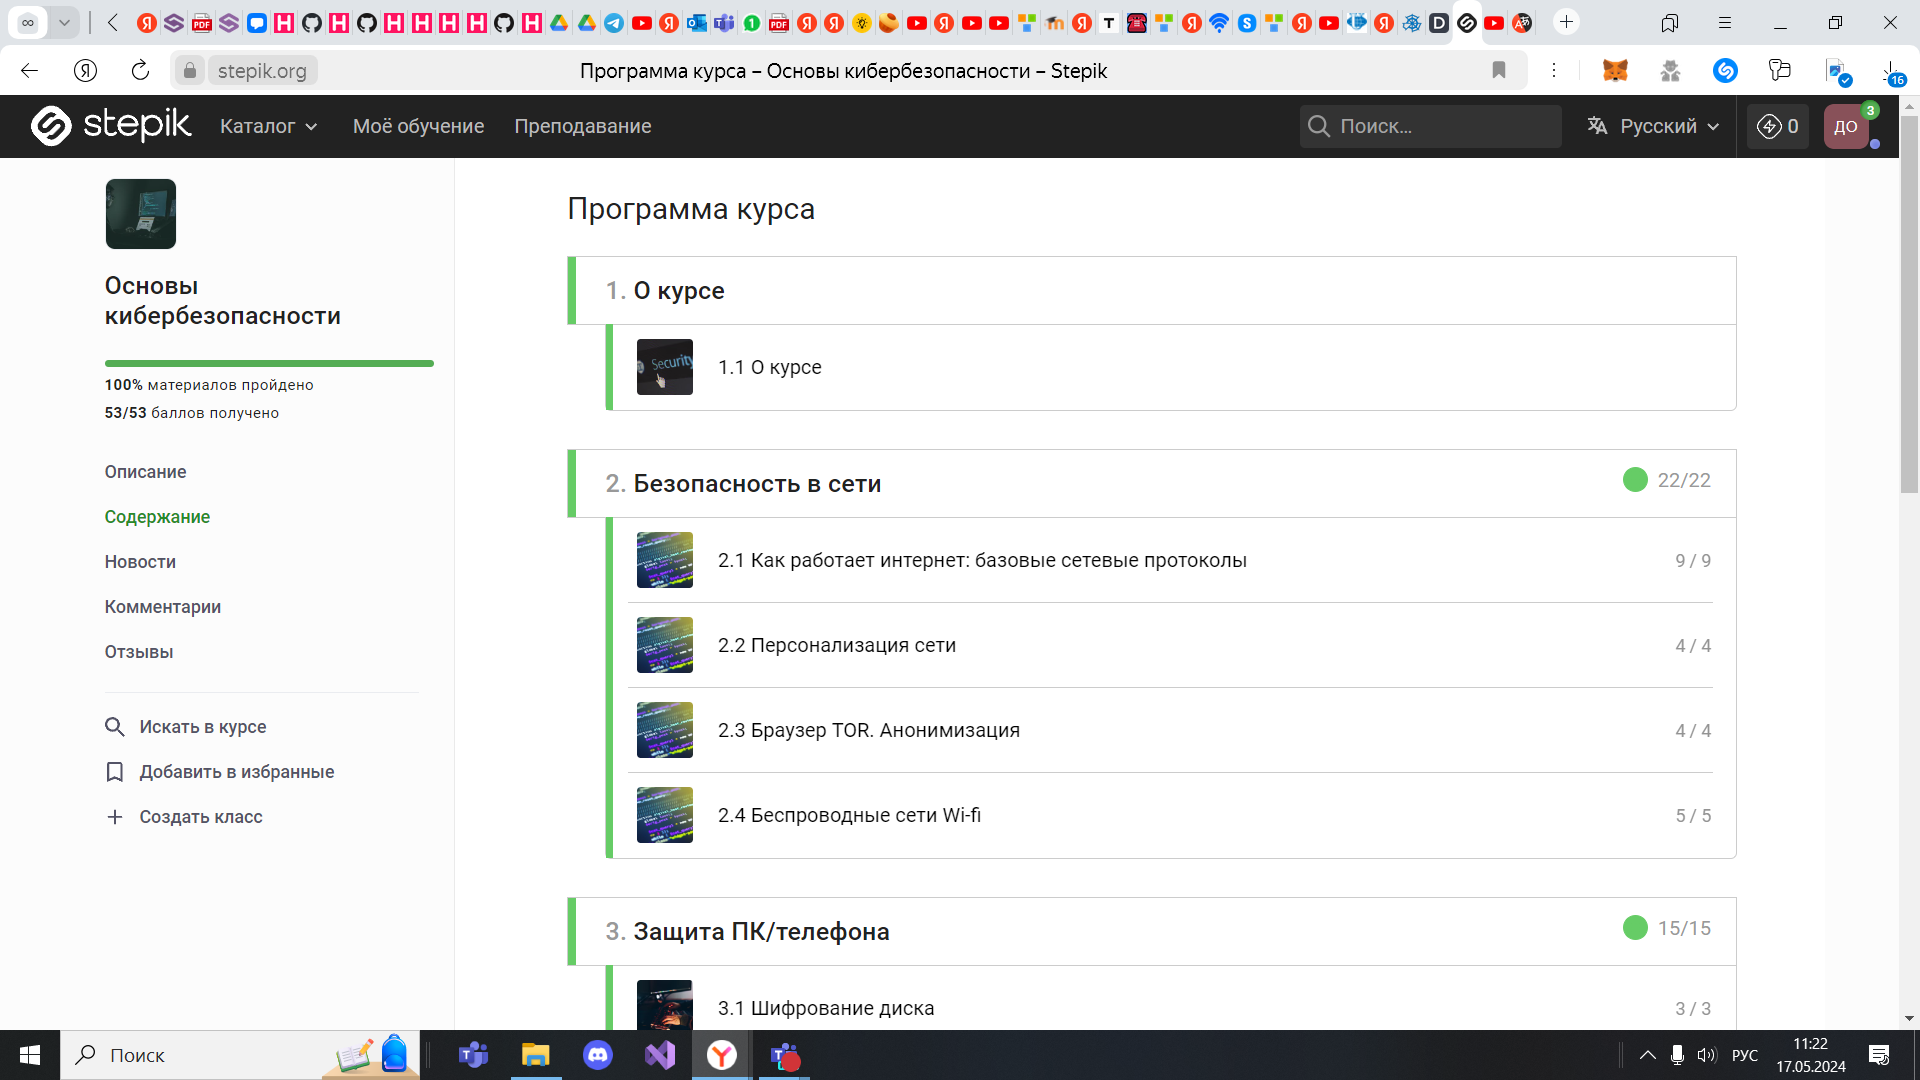 stepik.org
Программа курса – Основы кибербезопасности – Stepik
16
stepik
Каталог
Моё обучение
Преподавание
Поиск...
Русский
0
ДО
3
Основы
кибербезопасности
100% материалов пройдено
53/53 баллов получено
Описание
Содержание
Новости
Комментарии
Отзывы
Искать в курсе
Добавить в избранные
Создать класс
Программа курса
1. О курсе
Security
1.1 О курсе
2. Безопасность в сети
22/22
2.1 Как работает интернет: базовые сетевые протоколы
9 / 9
2.2 Персонализация сети
4 / 4
2.3 Браузер TOR. Анонимизация
4 / 4
2.4 Беспроводные сети Wi-fi
5 / 5
3. Защита ПК/телефона
15/15
3.1 Шифрование диска
3 / 3
Поиск
РУС
11:22
17.05.2024